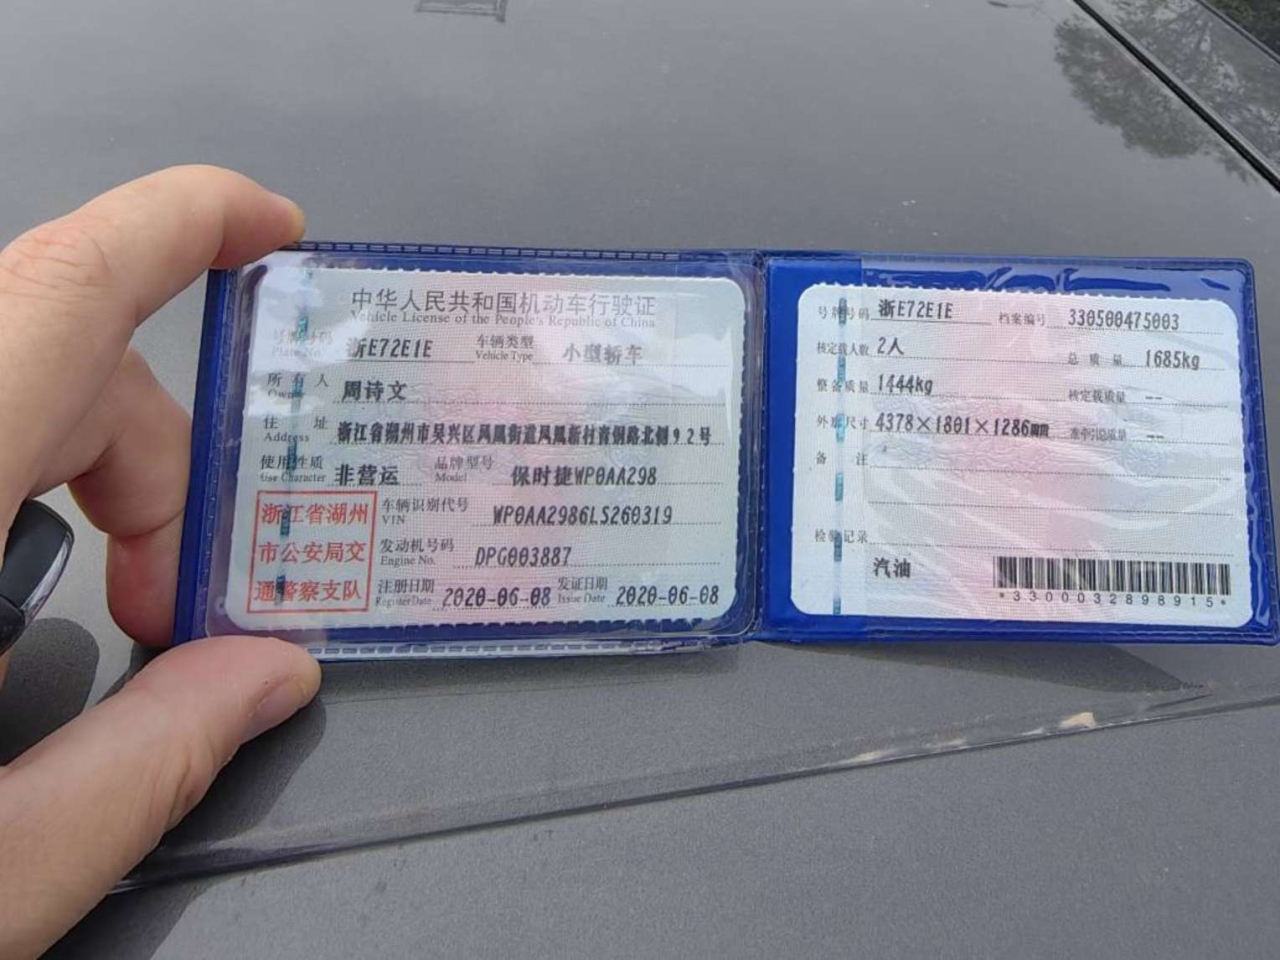 中华人民共和国机动车行驶证
Vehicle License of the People's Republic of China
号牌号码 浙E72E1E 车辆类型 小型轿车
Plate No. Vehicle Type
所有人 周诗文
Owner
住址 浙江省湖州市吴兴区凤凰街道凤凰新村青铜路北侧92号
Address
使用性质 非营运 品牌型号 保时捷WP0AA298
Use Character Model
浙江省湖州
市公安局交
通警察支队
车辆识别代号 WP0AA2986LS260319
VIN
发动机号码 DPG003887
Engine No.
注册日期 2020-06-08 发证日期 2020-06-08
Register Date Issue Date
号牌号码 浙E72E1E 档案编号 330500475003
核定载人数 2人 总质量 1685kg
整备质量 1444kg 核定载质量 --
外廓尺寸 4378×1801×1286mm 准牵引总质量 --
备注
检验记录
汽油
*3300032898915*